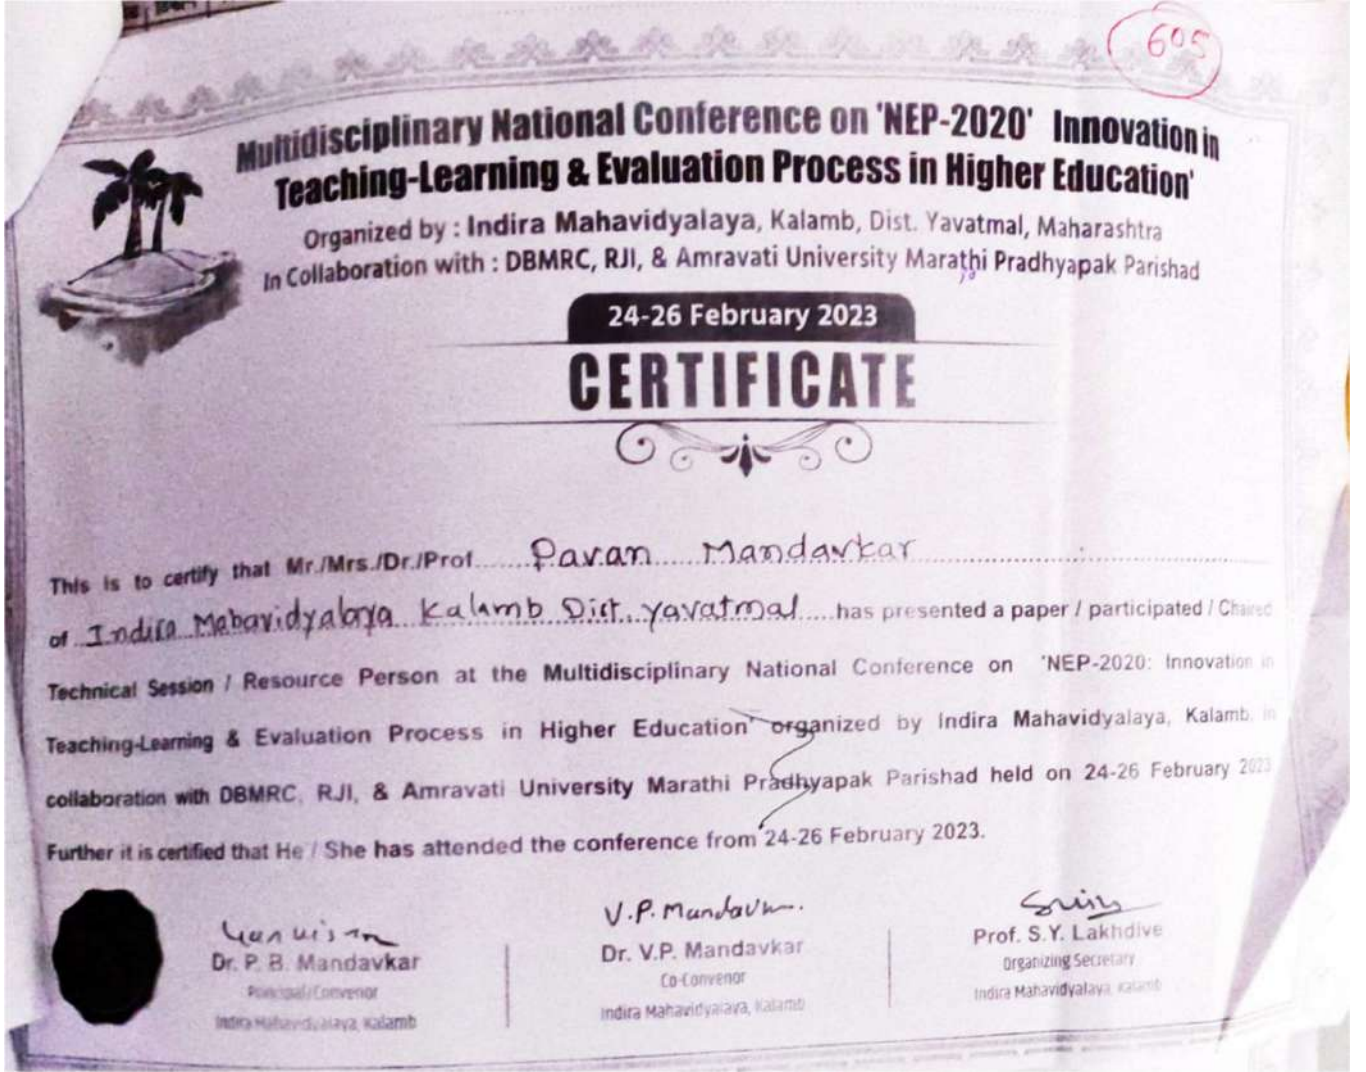 605
Multidisciplinary National Conference on 'NEP-2020' Innovation in
Teaching-Learning & Evaluation Process in Higher Education'
Organized by : Indira Mahavidyalaya, Kalamb, Dist. Yavatmal, Maharashtra
In Collaboration with : DBMRC, RJI, & Amravati University Marathi Pradhyapak Parishad
24-26 February 2023
CERTIFICATE
This is to certify that Mr./Mrs./Dr./Prof. Pavan Mandavkar
of Indira Mahavidyalaya Kalamb Dist. Yavatmal has presented a paper / participated / Chaired
Technical Session / Resource Person at the Multidisciplinary National Conference on 'NEP-2020: Innovation in
Teaching-Learning & Evaluation Process in Higher Education' organized by Indira Mahavidyalaya, Kalamb, in
collaboration with DBMRC, RJI, & Amravati University Marathi Pradhyapak Parishad held on 24-26 February 2023
Further it is certified that He / She has attended the conference from 24-26 February 2023.
V.P. Mandavkar
Dr. P. B. Mandavkar
Principal/Convenor
Indira Mahavidyalaya, Kalamb
Dr. V.P. Mandavkar
Co-Convenor
Indira Mahavidyalaya, Kalamb
Prof. S.Y. Lakhdive
Organizing Secretary
Indira Mahavidyalaya, Kalamb